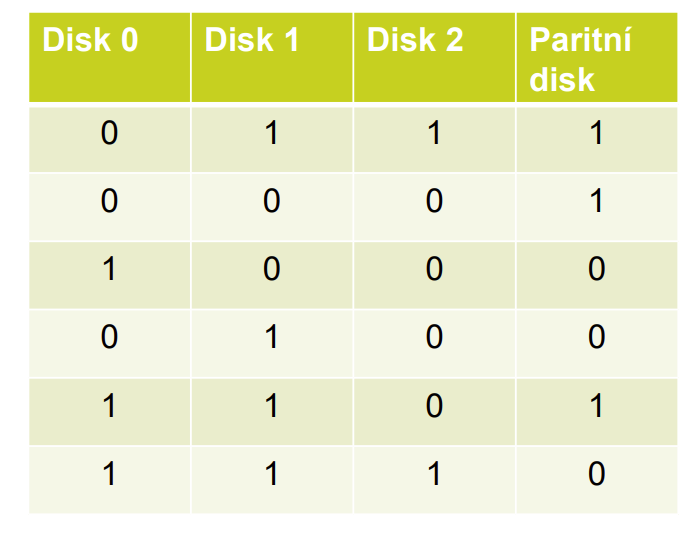 Disk 0 Disk 1 Disk 2 Paritní
disk
0 1 1 1
0 0 0 1
1 0 0 0
0 1 0 0
1 1 0 1
1 1 1 0